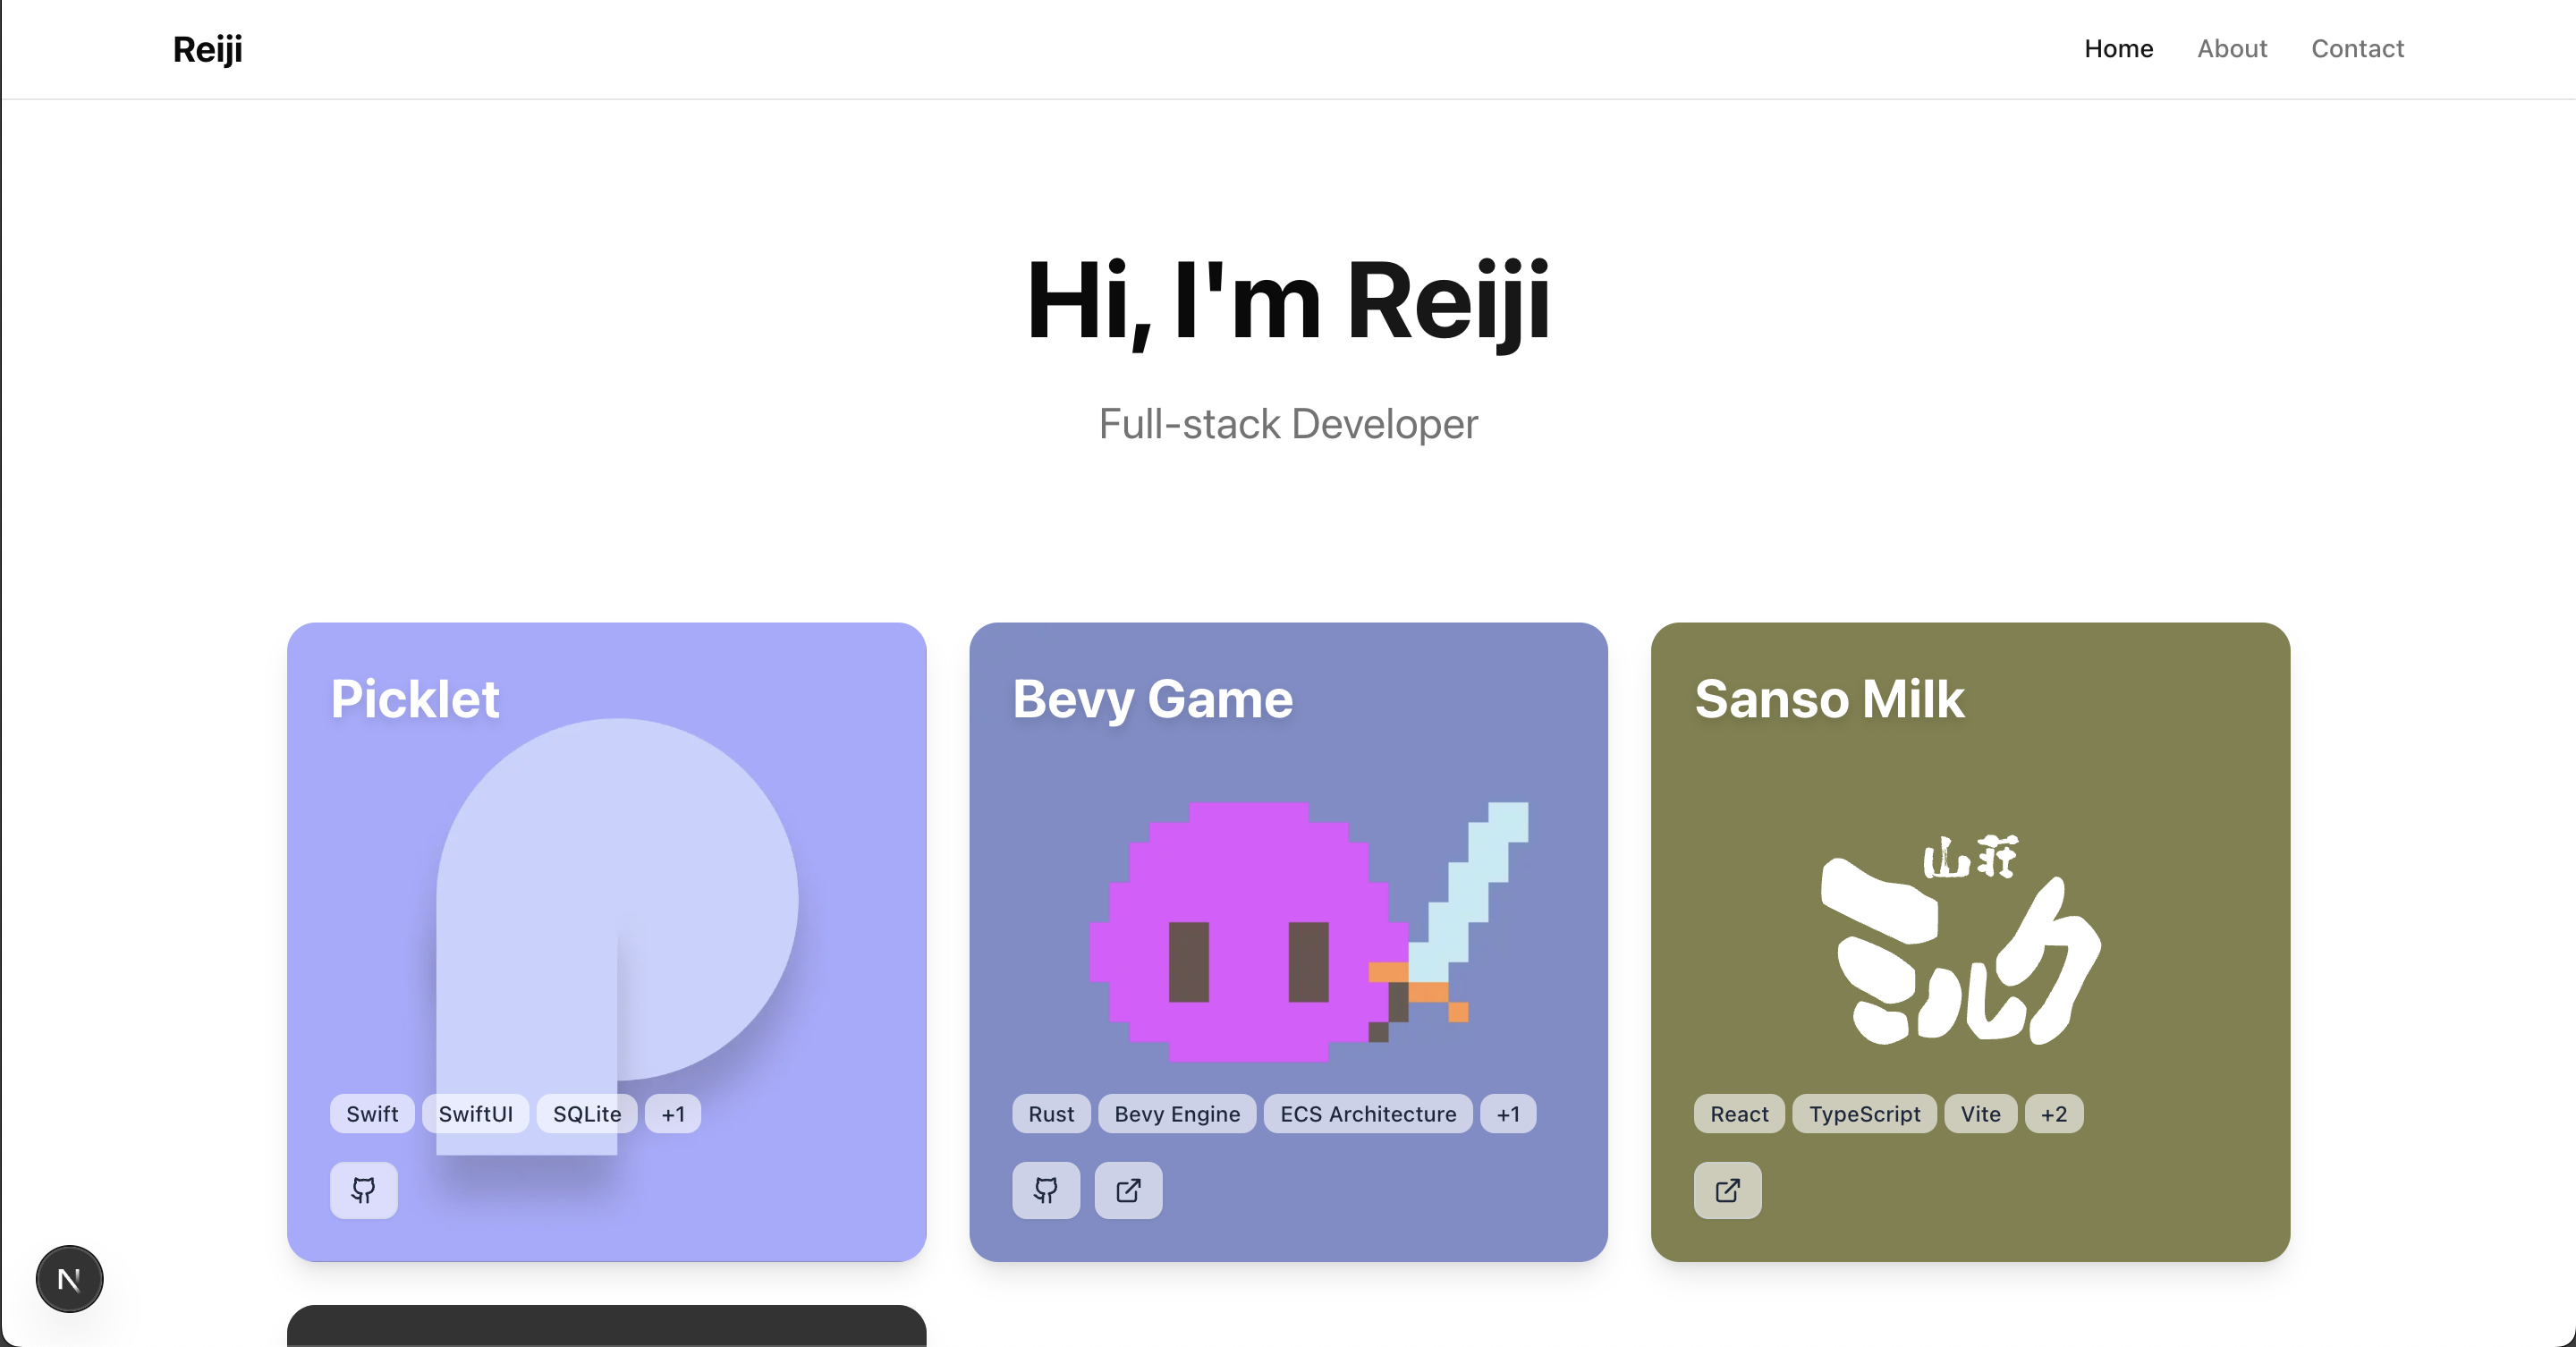 Reiji
Home About Contact
Hi, I'm Reiji
Full-stack Developer
Picklet
Swift SwiftUI SQLite +1
Bevy Game
Rust Bevy Engine ECS Architecture +1
Sanso Milk
山荘
ミルク
React TypeScript Vite +2
N